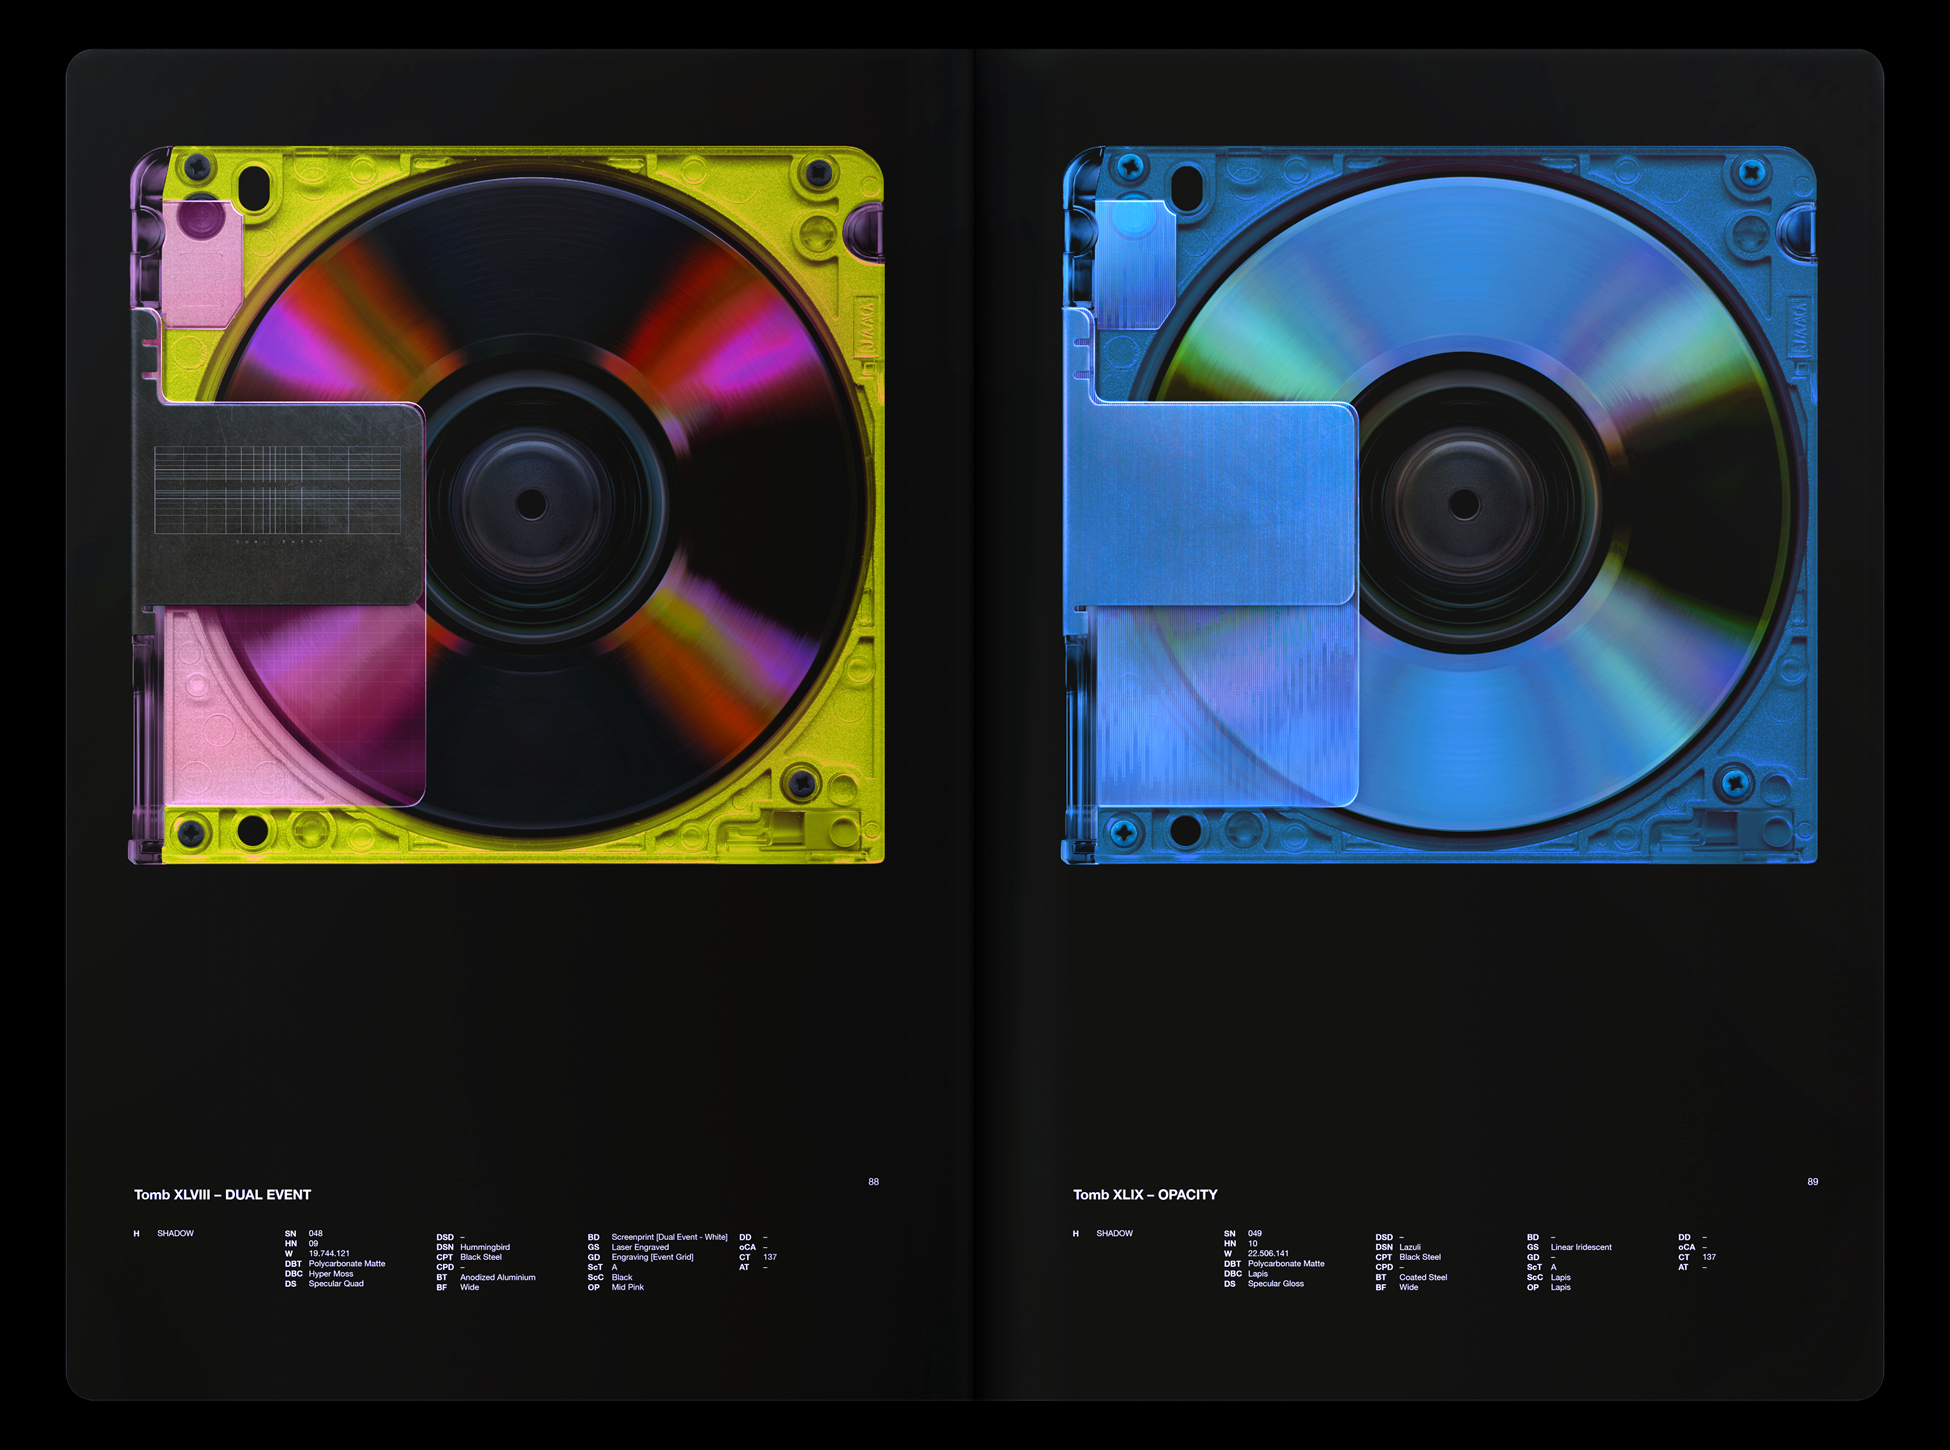 DUAL EVENT
88
Tomb XLVIII – DUAL EVENT
H SHADOW
SN 048
HN 09
W 19.744.121
DBT Polycarbonate Matte
DBC Hyper Moss
DS Specular Quad
DSD –
DSN Hummingbird
CPT Black Steel
CPD –
BT Anodized Aluminium
BF Wide
BD Screenprint [Dual Event - White]
GS Laser Engraved
GD Engraving [Event Grid]
ScT A
ScC Black
OP Mid Pink
DD –
oCA –
CT 137
AT –
89
Tomb XLIX – OPACITY
H SHADOW
SN 049
HN 10
W 22.506.141
DBT Polycarbonate Matte
DBC Lapis
DS Specular Gloss
DSD –
DSN Lazuli
CPT Black Steel
CPD –
BT Coated Steel
BF Wide
BD –
GS Linear Iridescent
GD –
ScT A
ScC Lapis
OP Lapis
DD –
oCA –
CT 137
AT –